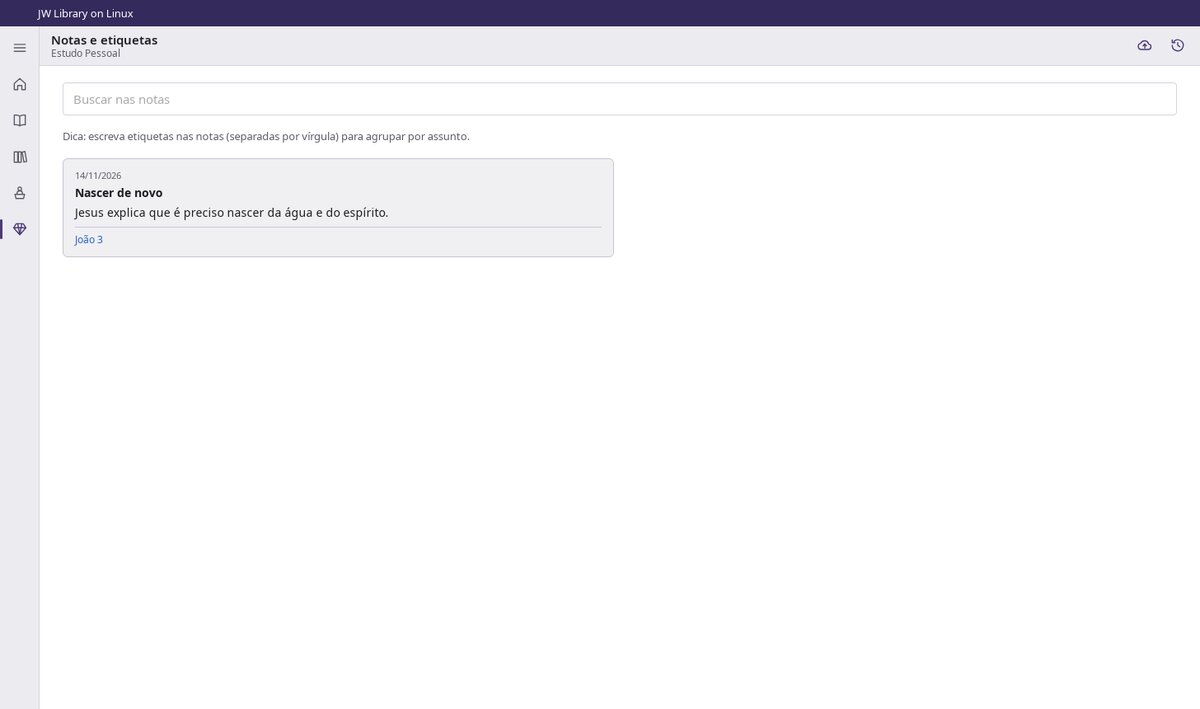 JW Library on Linux
Notas e etiquetas
Estudo Pessoal
Buscar nas notas
Dica: escreva etiquetas nas notas (separadas por vírgula) para agrupar por assunto.
14/11/2026
Nascer de novo
Jesus explica que é preciso nascer da água e do espírito.
João 3